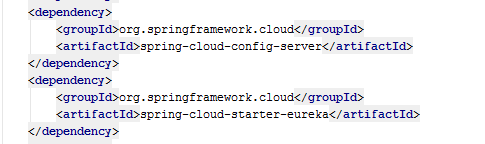 <dependency>
    <groupId>org.springframework.cloud</groupId>
    <artifactId>spring-cloud-config-server</artifactId>
</dependency>
<dependency>
    <groupId>org.springframework.cloud</groupId>
    <artifactId>spring-cloud-starter-eureka</artifactId>
</dependency>